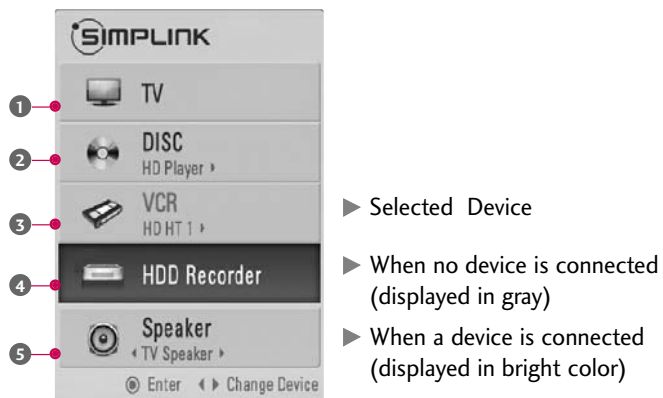 SIMPLINK
1 TV
2 DISC
HD Player ▸
3 VCR
HD HT 1 ▸
4 HDD Recorder
5 Speaker
◂ TV Speaker ▸
◉ Enter ◂ ▸ Change Device
▶ Selected Device
▶ When no device is connected
(displayed in gray)
▶ When a device is connected
(displayed in bright color)